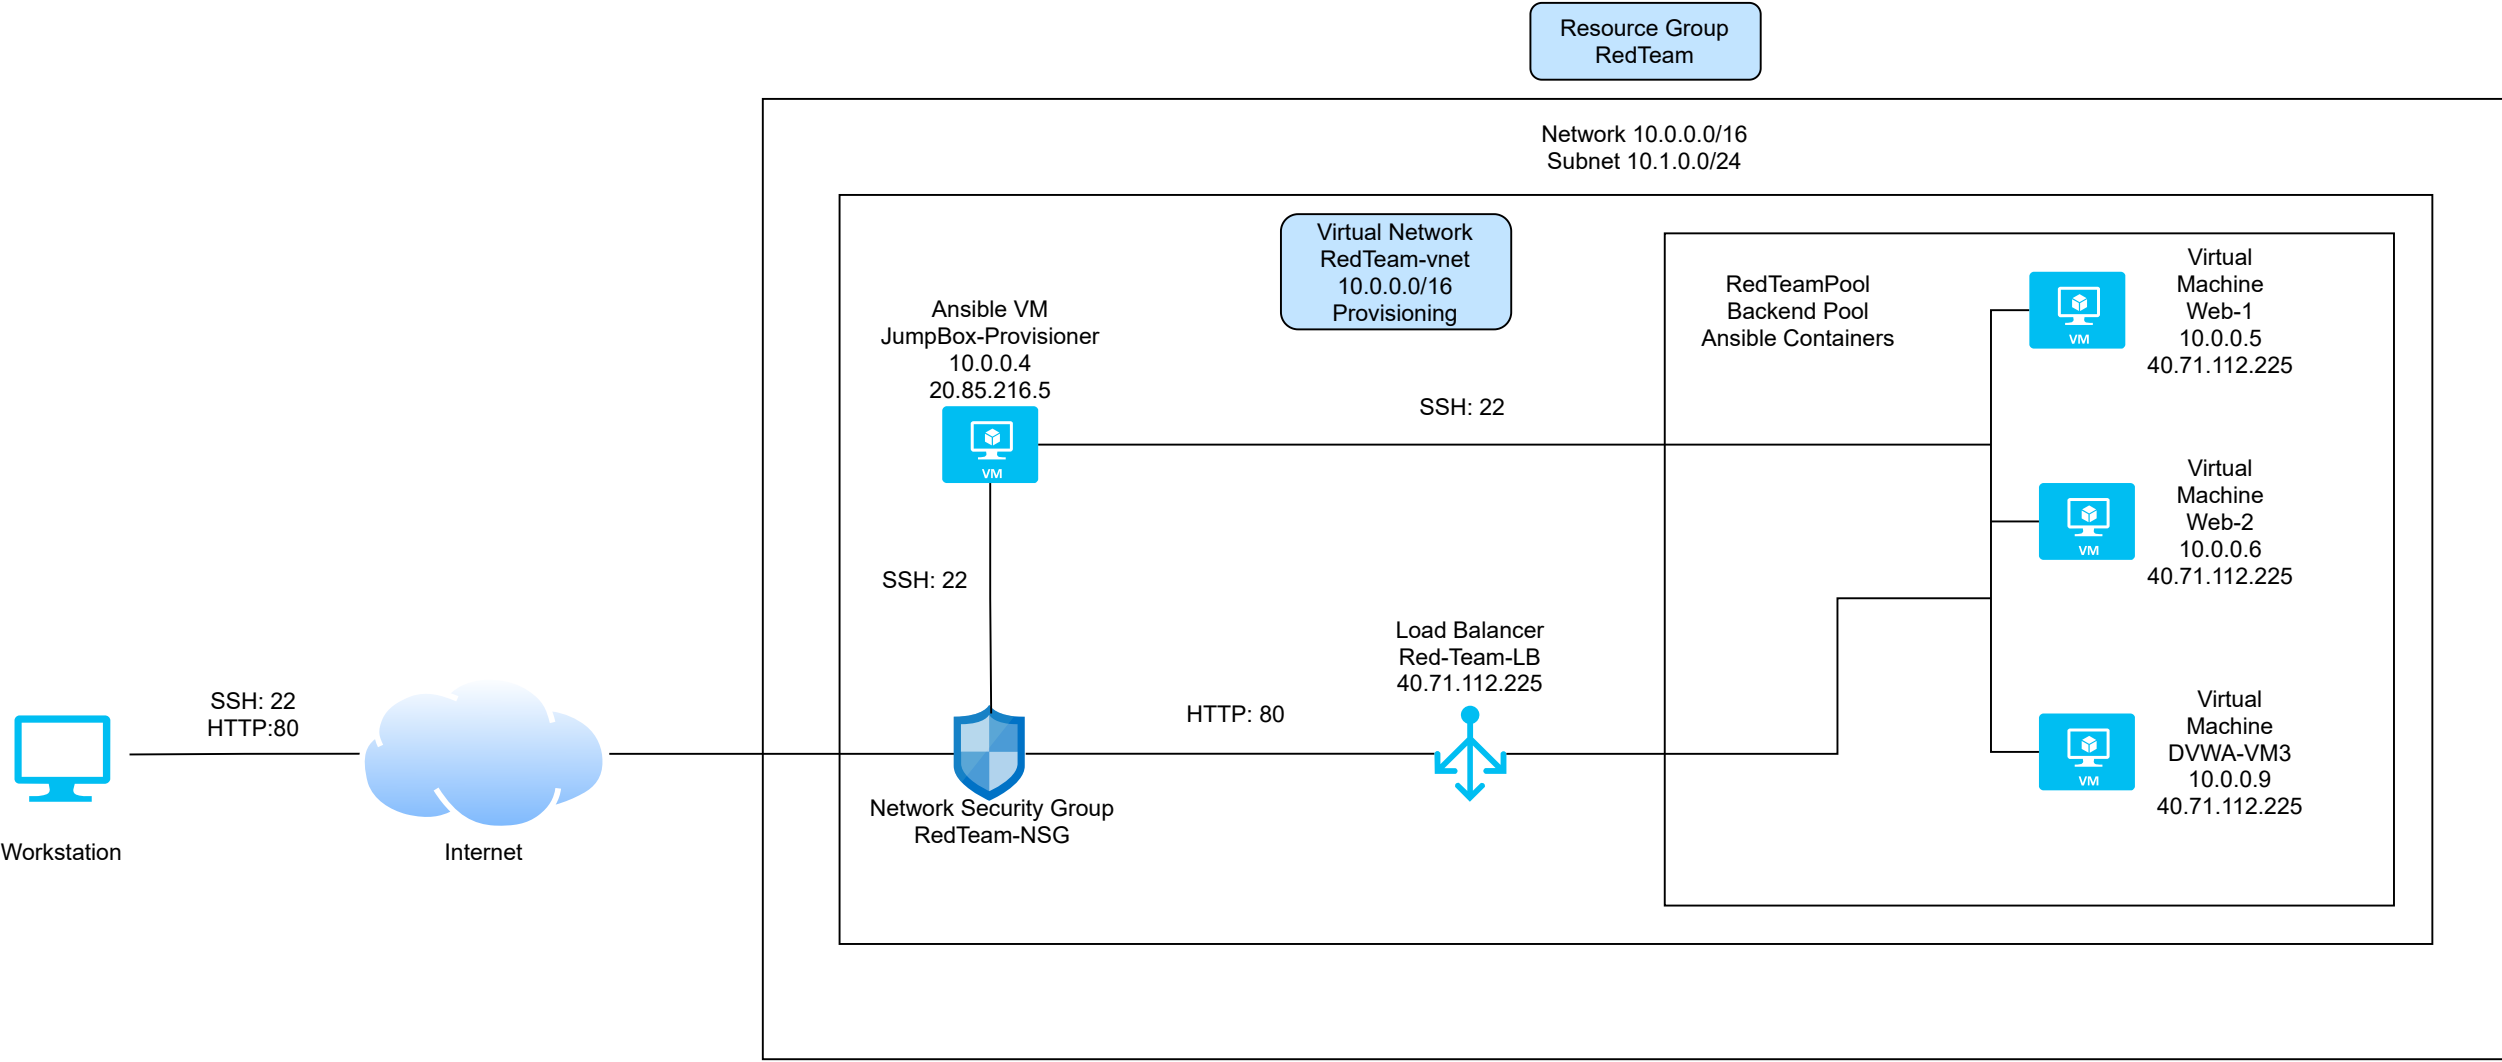 Resource Group
RedTeam
Network 10.0.0.0/16
Subnet 10.1.0.0/24
Virtual Network
RedTeam-vnet
10.0.0.0/16
Provisioning
Ansible VM
JumpBox-Provisioner
10.0.0.4
20.85.216.5
VM
SSH: 22
RedTeamPool
Backend Pool
Ansible Containers
VM
Virtual
Machine
Web-1
10.0.0.5
40.71.112.225
VM
Virtual
Machine
Web-2
10.0.0.6
40.71.112.225
VM
Virtual
Machine
DVWA-VM3
10.0.0.9
40.71.112.225
SSH: 22
Load Balancer
Red-Team-LB
40.71.112.225
HTTP: 80
Network Security Group
RedTeam-NSG
SSH: 22
HTTP:80
Workstation
Internet